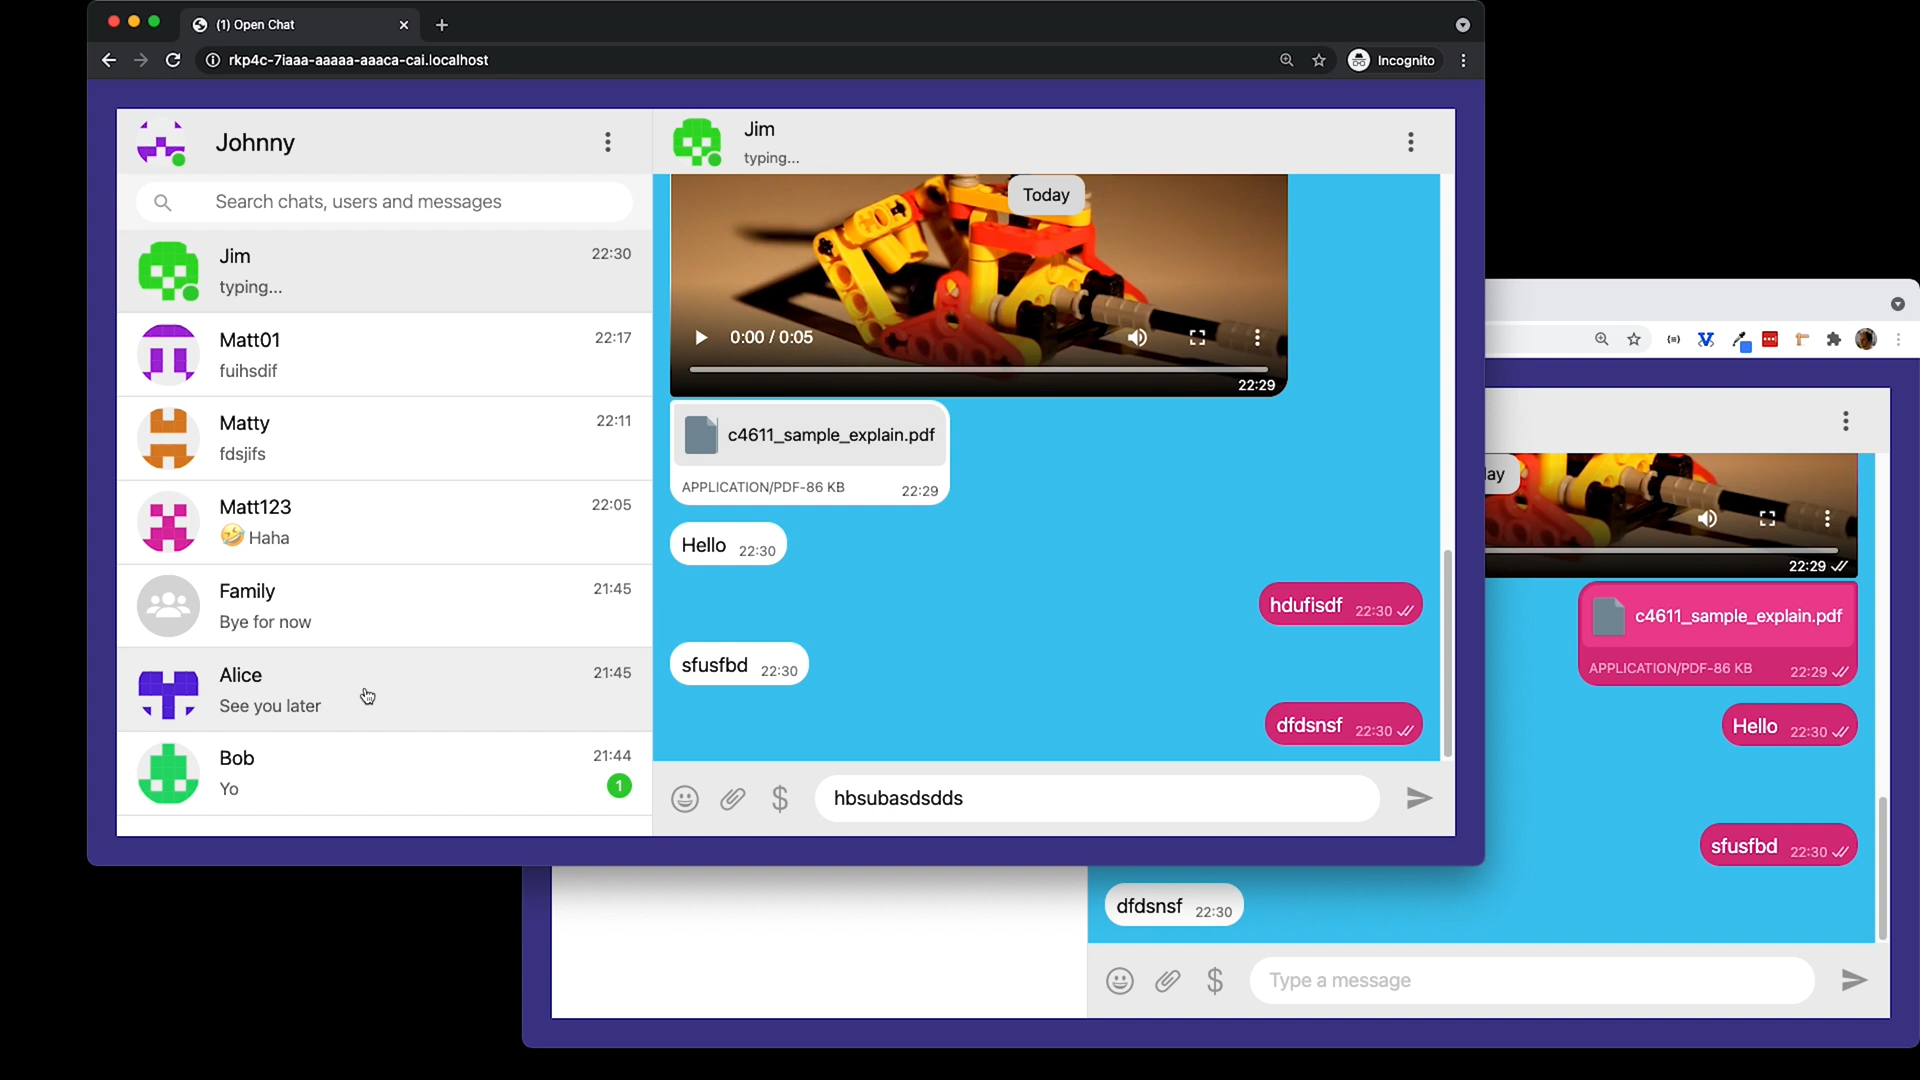 (1) Open Chat
rkp4c-7iaaa-aaaaa-aaaca-cai.localhost
Incognito
Johnny
Search chats, users and messages
Jim
22:30
typing...
Matt01
22:17
fuihsdif
Matty
22:11
fdsjifs
Matt123
22:05
🤣 Haha
Family
21:45
Bye for now
Alice
21:45
See you later
Bob
21:44
Yo
1
Jim
typing...
Today
0:00 / 0:05
22:29
c4611_sample_explain.pdf
APPLICATION/PDF-86 KB
22:29
Hello 22:30
hdufisdf 22:30
sfusfbd 22:30
dfdsnsf 22:30
hbsubasdsdds
lay
22:29
c4611_sample_explain.pdf
APPLICATION/PDF-86 KB
22:29
Hello 22:30
sfusfbd 22:30
dfdsnsf 22:30
Type a message